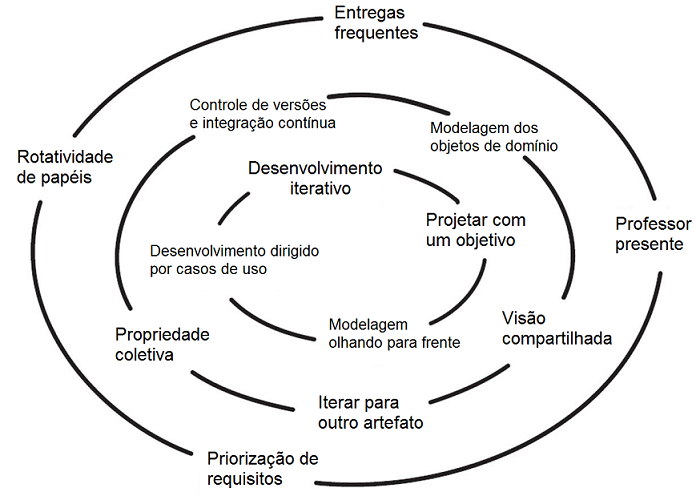 Entregas
frequentes
Controle de versões
e integração contínua
Modelagem dos
objetos de domínio
Rotatividade
de papéis
Desenvolvimento
iterativo
Projetar com
um objetivo
Professor
presente
Desenvolvimento dirigido
por casos de uso
Propriedade
coletiva
Modelagem
olhando para frente
Visão
compartilhada
Iterar para
outro artefato
Priorização de
requisitos